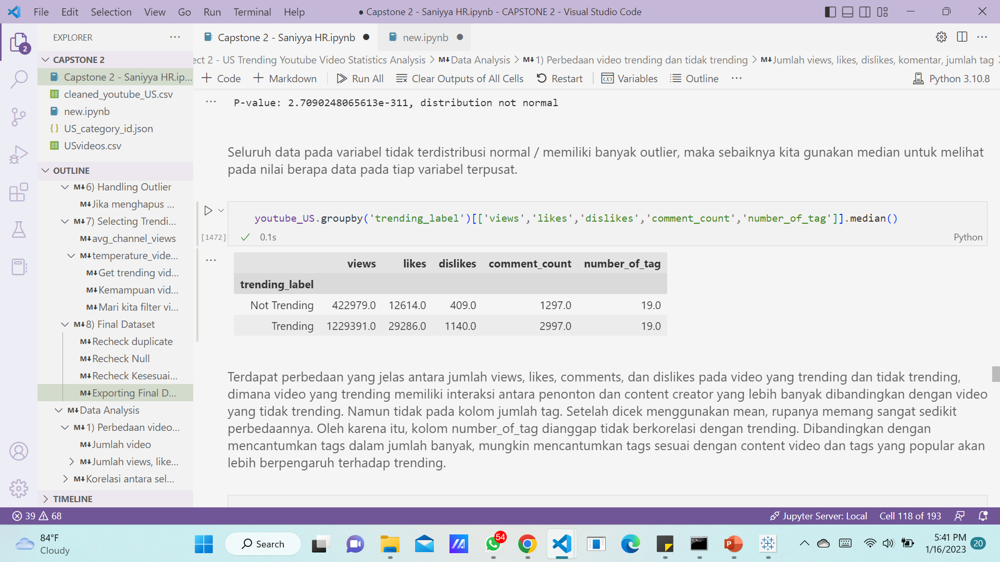 File Edit Selection View Go Run Terminal Help
● Capstone 2 - Saniyya HR.ipynb - CAPSTONE 2 - Visual Studio Code
EXPLORER
2
CAPSTONE 2
Capstone 2 - Saniyya HR.ip...
cleaned_youtube_US.csv
new.ipynb
US_category_id.json
USvideos.csv
OUTLINE
M↓6) Handling Outlier
M↓Jika menghapus ...
M↓7) Selecting Trendi...
M↓avg_channel_views
M↓temperature_vide...
M↓Get trending vid...
M↓Kemampuan vid...
M↓Mari kita filter vi...
M↓8) Final Dataset
M↓Recheck duplicate
M↓Recheck Null
M↓Recheck Kesesuai...
M↓Exporting Final D...
M↓Data Analysis
M↓1) Perbedaan video...
M↓Jumlah video
M↓Jumlah views, like...
M↓Korelasi antara sel...
TIMELINE
Capstone 2 - Saniyya HR.ipynb ● new.ipynb ●
ect 2 - US Trending Youtube Video Statistics Analysis > M↓Data Analysis > M↓1) Perbedaan video trending dan tidak trending > M↓Jumlah views, likes, dislikes, komentar, jumlah tag
+ Code + Markdown Run All Clear Outputs of All Cells Restart Variables Outline ... Python 3.10.8
... P-value: 2.7090248065613e-311, distribution not normal
Seluruh data pada variabel tidak terdistribusi normal / memiliki banyak outlier, maka sebaiknya kita gunakan median untuk melihat
pada nilai berapa data pada tiap variabel terpusat.
youtube_US.groupby('trending_label')[['views','likes','dislikes','comment_count','number_of_tag']].median()
[1472] ✓ 0.1s Python
... views likes dislikes comment_count number_of_tag
trending_label
Not Trending 422979.0 12614.0 409.0 1297.0 19.0
Trending 1229391.0 29286.0 1140.0 2997.0 19.0
Terdapat perbedaan yang jelas antara jumlah views, likes, comments, dan dislikes pada video yang trending dan tidak trending,
dimana video yang trending memiliki interaksi antara penonton dan content creator yang lebih banyak dibandingkan dengan video
yang tidak trending. Namun tidak pada kolom jumlah tag. Setelah dicek menggunakan mean, rupanya memang sangat sedikit
perbedaannya. Oleh karena itu, kolom number_of_tag dianggap tidak berkorelasi dengan trending. Dibandingkan dengan
mencantumkan tags dalam jumlah banyak, mungkin mencantumkan tags sesuai dengan content video dan tags yang popular akan
lebih berpengaruh terhadap trending.
39 68
Jupyter Server: Local Cell 118 of 193
84°F
Cloudy
Search
54
5:41 PM
1/16/2023
20